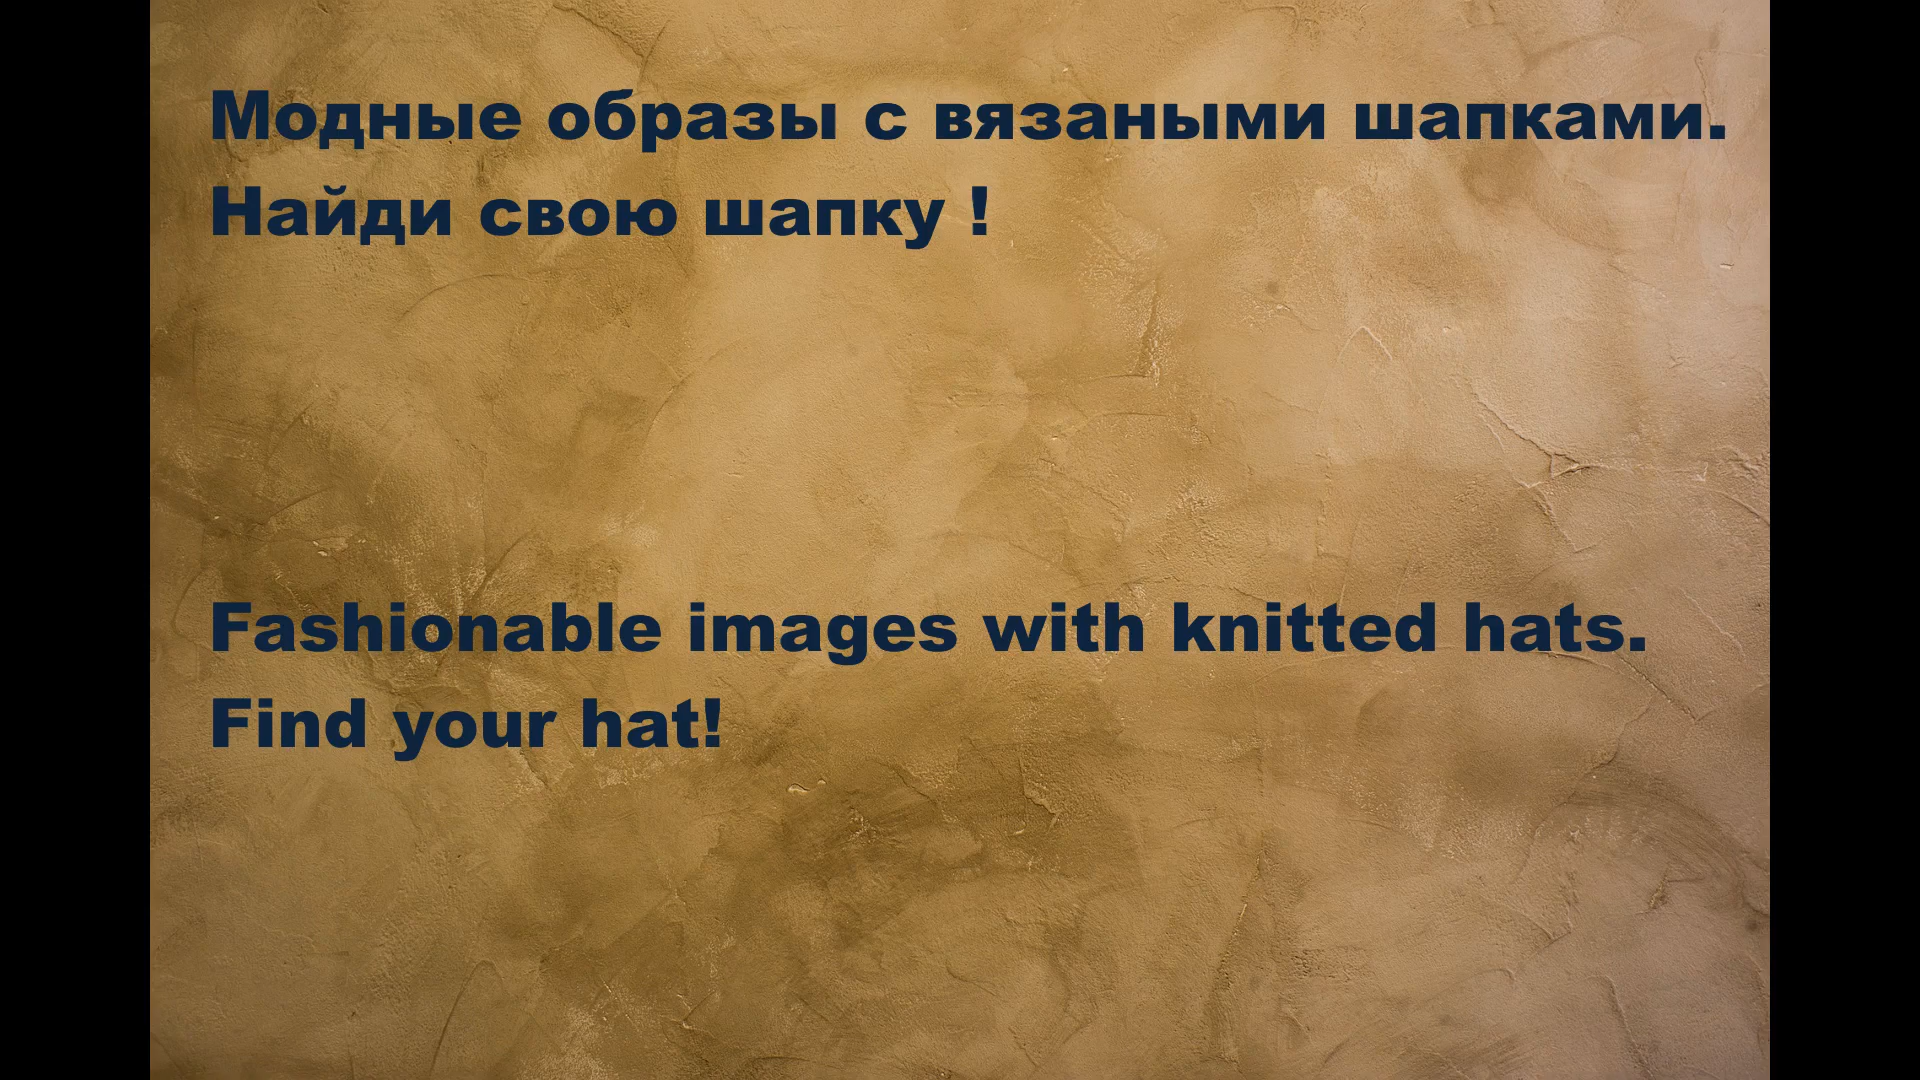 Модные образы с вязаными шапками.
Найди свою шапку !
Fashionable images with knitted hats.
Find your hat!